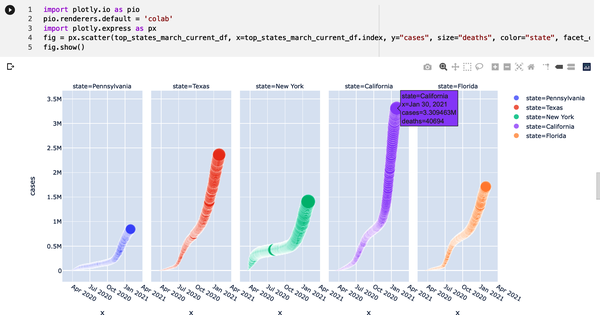 1 import plotly.io as pio
2 pio.renderers.default = 'colab'
3 import plotly.express as px
4 fig = px.scatter(top_states_march_current_df, x=top_states_march_current_df.index, y="cases", size="deaths", color="state", facet_c
5 fig.show()
state=Pennsylvania state=Texas state=New York state=California state=Florida
state=California
x=Jan 30, 2021
cases=3.309463M
deaths=40694
state=Pennsylvania
state=Texas
state=New York
state=California
state=Florida
3.5M
3M
2.5M
2M
1.5M
1M
0.5M
0
cases
Apr 2020 Jul 2020 Oct 2020 Jan 2021 Apr 2021
Apr 2020 Jul 2020 Oct 2020 Jan 2021 Apr 2021
Apr 2020 Jul 2020 Oct 2020 Jan 2021 Apr 2021
Apr 2020 Jul 2020 Oct 2020 Jan 2021 Apr 2021
Apr 2020 Jul 2020 Oct 2020 Jan 2021 Apr 2021
x x x x x